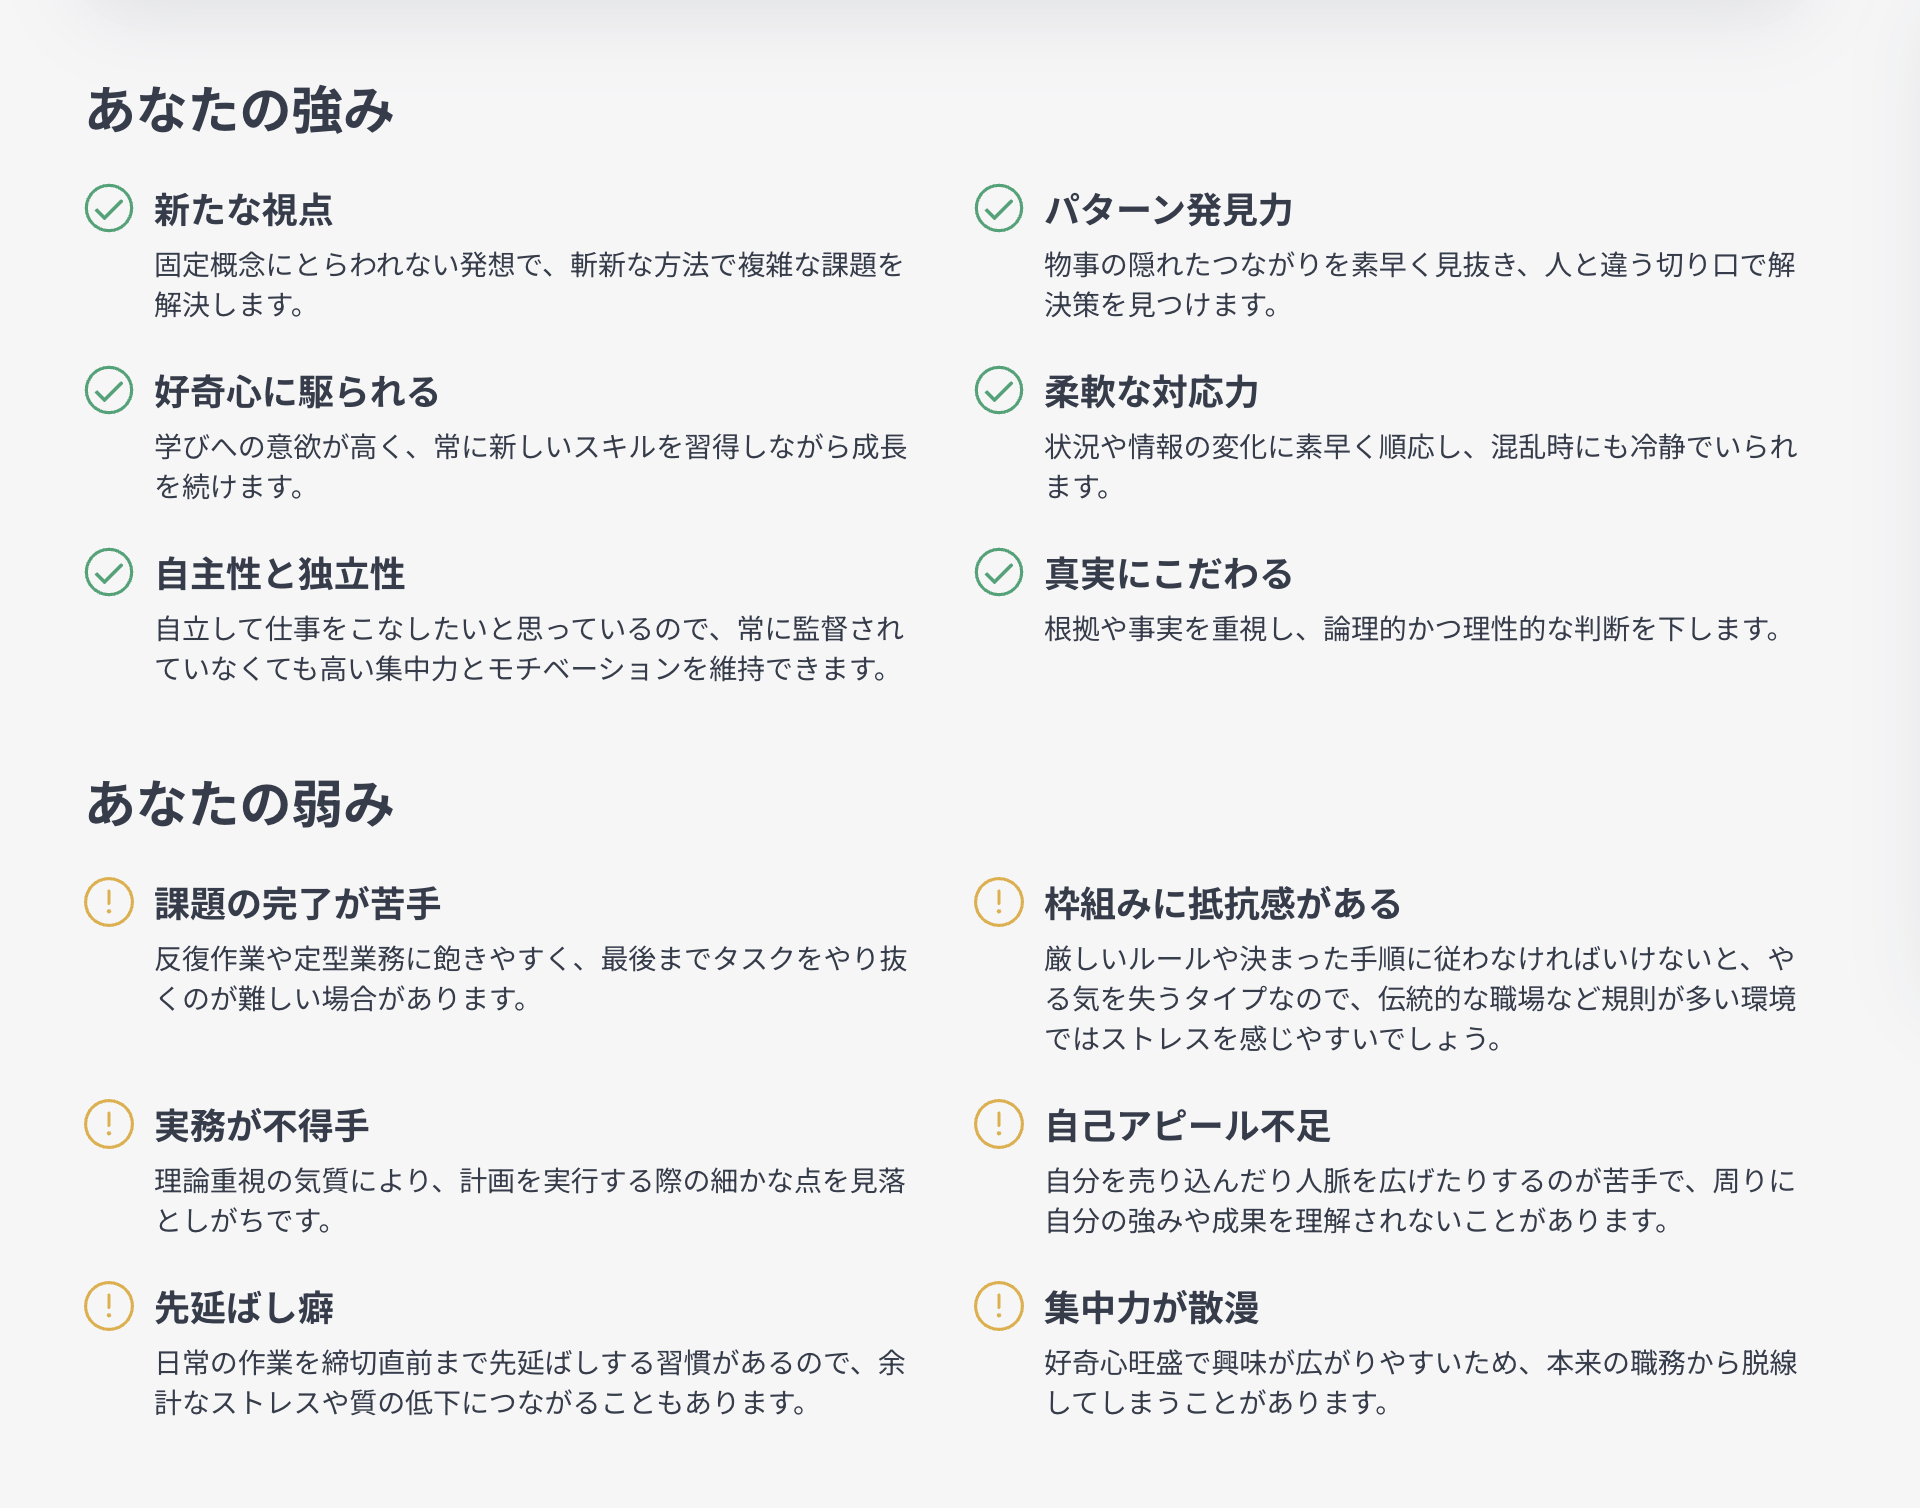 あなたの強み
新たな視点
固定概念にとらわれない発想で、斬新な方法で複雑な課題を
解決します。
パターン発見力
物事の隠れたつながりを素早く見抜き、人と違う切り口で解
決策を見つけます。
好奇心に駆られる
学びへの意欲が高く、常に新しいスキルを習得しながら成長
を続けます。
柔軟な対応力
状況や情報の変化に素早く順応し、混乱時にも冷静でいられ
ます。
自主性と独立性
自立して仕事をこなしたいと思っているので、常に監督され
ていなくても高い集中力とモチベーションを維持できます。
真実にこだわる
根拠や事実を重視し、論理的かつ理性的な判断を下します。
あなたの弱み
課題の完了が苦手
反復作業や定型業務に飽きやすく、最後までタスクをやり抜
くのが難しい場合があります。
枠組みに抵抗感がある
厳しいルールや決まった手順に従わなければいけないと、や
る気を失うタイプなので、伝統的な職場など規則が多い環境
ではストレスを感じやすいでしょう。
実務が不得手
理論重視の気質により、計画を実行する際の細かな点を見落
としがちです。
自己アピール不足
自分を売り込んだり人脈を広げたりするのが苦手で、周りに
自分の強みや成果を理解されないことがあります。
先延ばし癖
日常の作業を締切直前まで先延ばしする習慣があるので、余
計なストレスや質の低下につながることもあります。
集中力が散漫
好奇心旺盛で興味が広がりやすいため、本来の職務から脱線
してしまうことがあります。